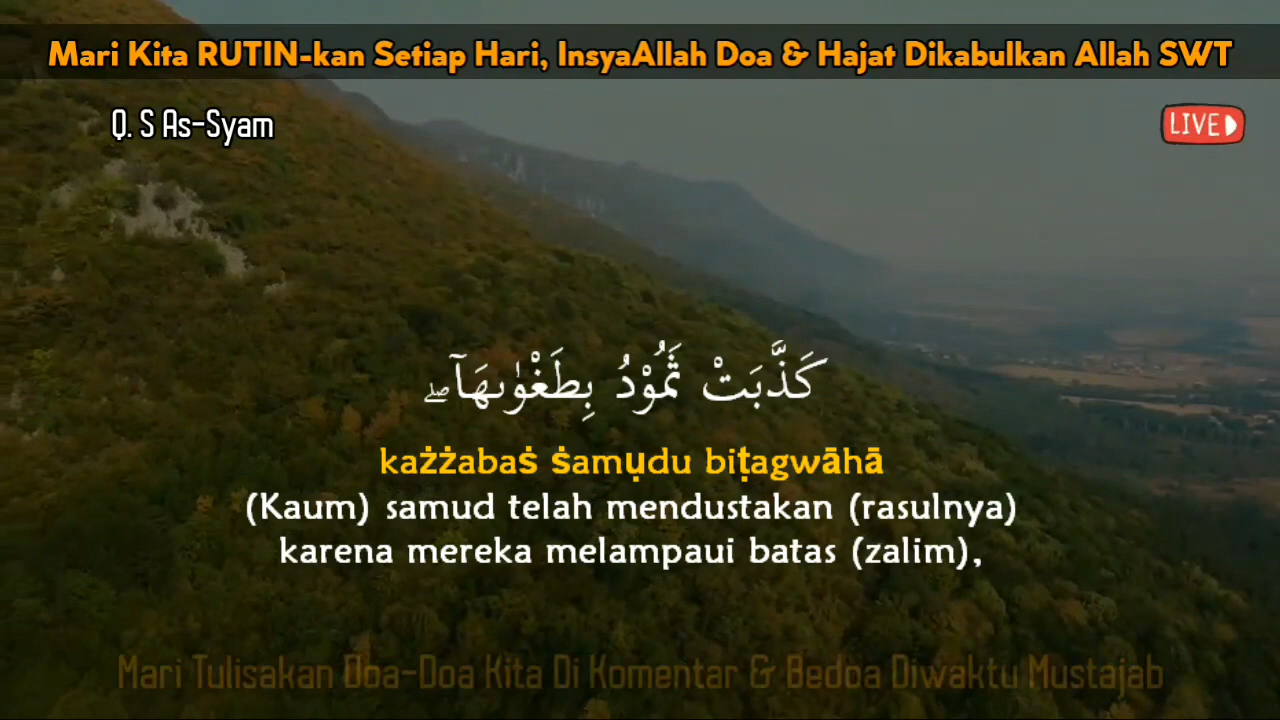 Mari Kita RUTIN-kan Setiap Hari, InsyaAllah Doa & Hajat Dikabulkan Allah SWT
Q. S As-Syam
LIVE
كَذَّبَتْ ثَمُوْدُ بِطَغْوٰىهَآ ۖ
każżabaṡ ṡamụdu biṭagwāhā
(Kaum) samud telah mendustakan (rasulnya)
karena mereka melampaui batas (zalim),
Mari Tulisakan Doa-Doa Kita Di Komentar & Bedoa Diwaktu Mustajab